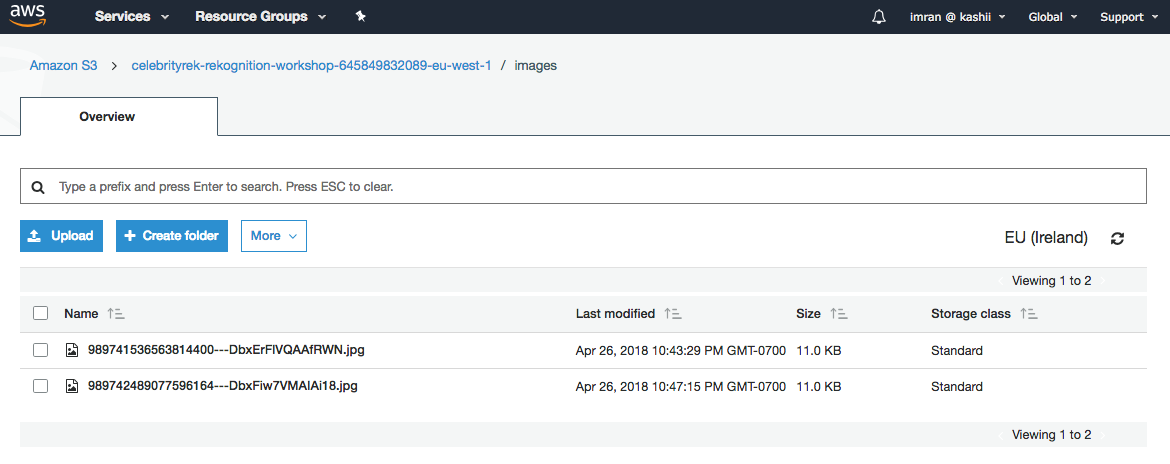 aws Services Resource Groups imran @ kashii Global Support
Amazon S3 > celebrityrek-rekognition-workshop-645849832089-eu-west-1 / images
Overview
Type a prefix and press Enter to search. Press ESC to clear.
Upload + Create folder More EU (Ireland)
Viewing 1 to 2
Name Last modified Size Storage class
989741536563814400---DbxErFlVQAAfRWN.jpg Apr 26, 2018 10:43:29 PM GMT-0700 11.0 KB Standard
989742489077596164---DbxFiw7VMAIAi18.jpg Apr 26, 2018 10:47:15 PM GMT-0700 11.0 KB Standard
Viewing 1 to 2